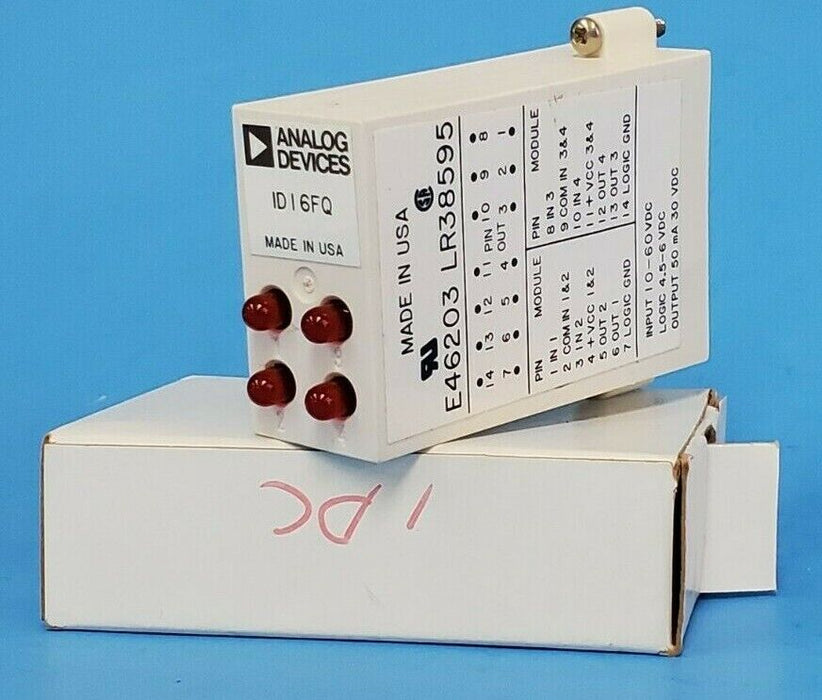 ANALOG
DEVICES
IDI6FQ
MADE IN USA
MADE IN USA
E46203 LR38595
14 13 12 11 PIN 10 9 8
7 6 5 4 OUT 3 2 1
PIN MODULE
1 IN 1
2 COM IN 1&2
3 IN 2
4 + VCC 1&2
5 OUT 2
6 OUT 1
7 LOGIC GND
PIN MODULE
8 IN 3
9 COM IN 3&4
10 IN 4
11 + VCC 3&4
12 OUT 4
13 OUT 3
14 LOGIC GND
INPUT 10-60VDC
LOGIC 4.5-6 VDC
OUTPUT 50 mA 30 VDC
1 DC